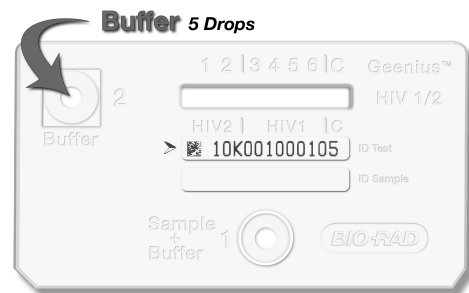 Buffer 5 Drops
1 2 | 3 4 5 6 | C Geenius™
2 HIV 1/2
Buffer
HIV2 | HIV1 | C
10K001000105 ID Test
ID Sample
Sample
+
Buffer
1
BIO-RAD